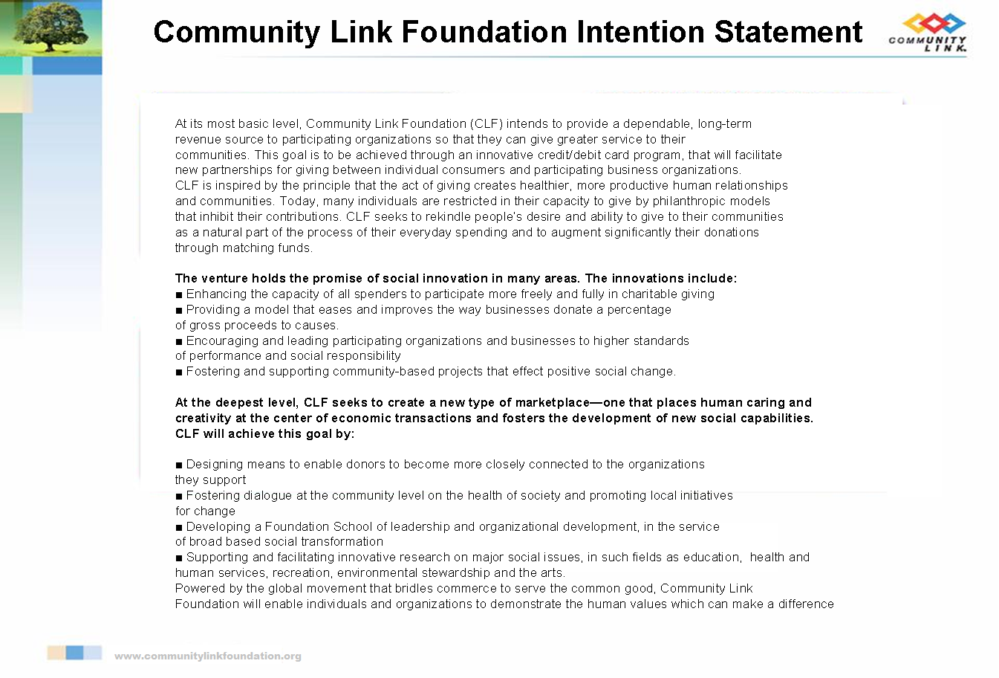 Community Link Foundation Intention Statement
COMMUNITY
LINK.
At its most basic level, Community Link Foundation (CLF) intends to provide a dependable, long-term
revenue source to participating organizations so that they can give greater service to their
communities. This goal is to be achieved through an innovative credit/debit card program, that will facilitate
new partnerships for giving between individual consumers and participating business organizations.
CLF is inspired by the principle that the act of giving creates healthier, more productive human relationships
and communities. Today, many individuals are restricted in their capacity to give by philanthropic models
that inhibit their contributions. CLF seeks to rekindle people's desire and ability to give to their communities
as a natural part of the process of their everyday spending and to augment significantly their donations
through matching funds.
The venture holds the promise of social innovation in many areas. The innovations include:
■ Enhancing the capacity of all spenders to participate more freely and fully in charitable giving
■ Providing a model that eases and improves the way businesses donate a percentage
of gross proceeds to causes.
■ Encouraging and leading participating organizations and businesses to higher standards
of performance and social responsibility
■ Fostering and supporting community-based projects that effect positive social change.
At the deepest level, CLF seeks to create a new type of marketplace—one that places human caring and
creativity at the center of economic transactions and fosters the development of new social capabilities.
CLF will achieve this goal by:
■ Designing means to enable donors to become more closely connected to the organizations
they support
■ Fostering dialogue at the community level on the health of society and promoting local initiatives
for change
■ Developing a Foundation School of leadership and organizational development, in the service
of broad based social transformation
■ Supporting and facilitating innovative research on major social issues, in such fields as education,  health and
human services, recreation, environmental stewardship and the arts.
Powered by the global movement that bridles commerce to serve the common good, Community Link
Foundation will enable individuals and organizations to demonstrate the human values which can make a difference
www.communitylinkfoundation.org